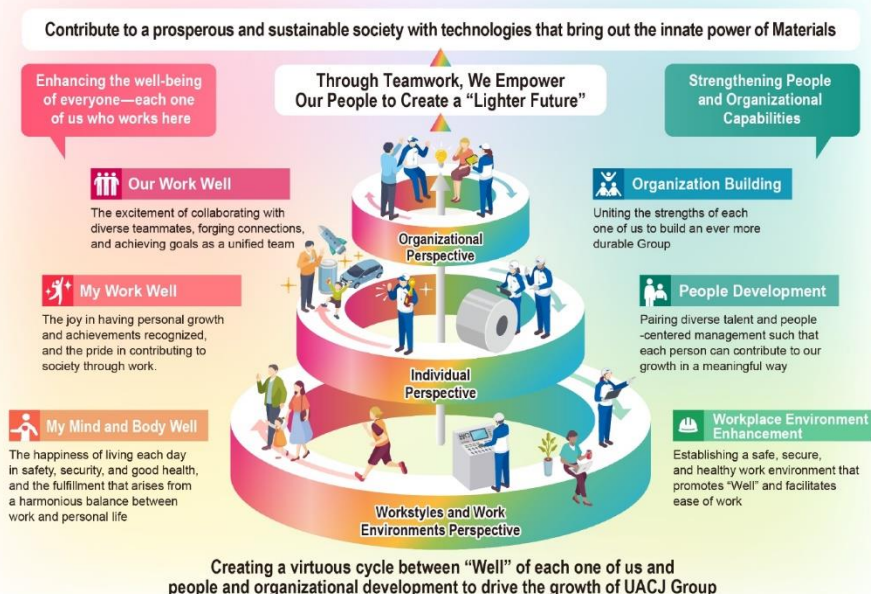 Contribute to a prosperous and sustainable society with technologies that bring out the innate power of Materials
Enhancing the well-being
of everyone—each one
of us who works here
Through Teamwork, We Empower
Our People to Create a “Lighter Future”
Strengthening People
and Organizational
Capabilities
Our Work Well
The excitement of collaborating with
diverse teammates, forging connections,
and achieving goals as a unified team
Organization Building
Uniting the strengths of each
one of us to build an ever more
durable Group
Organizational
Perspective
My Work Well
The joy in having personal growth
and achievements recognized,
and the pride in contributing to
society through work.
People Development
Pairing diverse talent and people
-centered management such that
each person can contribute to our
growth in a meaningful way
Individual
Perspective
My Mind and Body Well
The happiness of living each day
in safety, security, and good health,
and the fulfillment that arises from
a harmonious balance between
work and personal life
Workplace Environment
Enhancement
Establishing a safe, secure,
and healthy work environment that
promotes “Well” and facilitates
ease of work
Workstyles and Work
Environments Perspective
Creating a virtuous cycle between “Well” of each one of us and
people and organizational development to drive the growth of UACJ Group